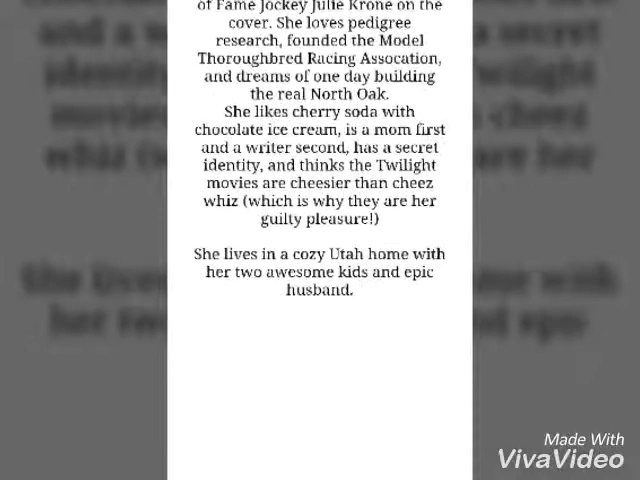 of Fame Jockey Julie Krone on the
cover. She loves pedigree
research, founded the Model
Thoroughbred Racing Assocation,
and dreams of one day building
the real North Oak.
She likes cherry soda with
chocolate ice cream, is a mom first
and a writer second, has a secret
identity, and thinks the Twilight
movies are cheesier than cheez
whiz (which is why they are her
guilty pleasure!)
She lives in a cozy Utah home with
her two awesome kids and epic
husband.
Made With
VivaVideo